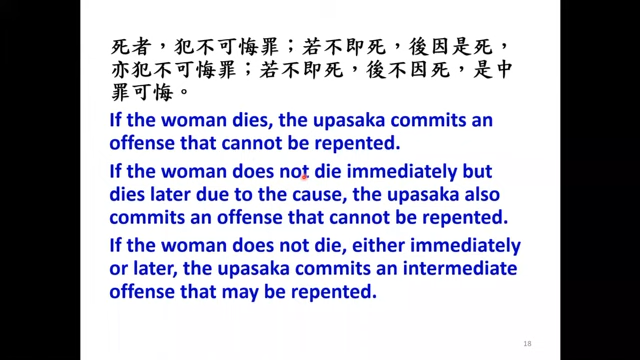 死者，犯不可悔罪；若不即死，後因是死，
亦犯不可悔罪；若不即死，後不因死，是中
罪可悔。
If the woman dies, the upasaka commits an
offense that cannot be repented.
If the woman does not die immediately but
dies later due to the cause, the upasaka also
commits an offense that cannot be repented.
If the woman does not die, either immediately
or later, the upasaka commits an intermediate
offense that may be repented.
18